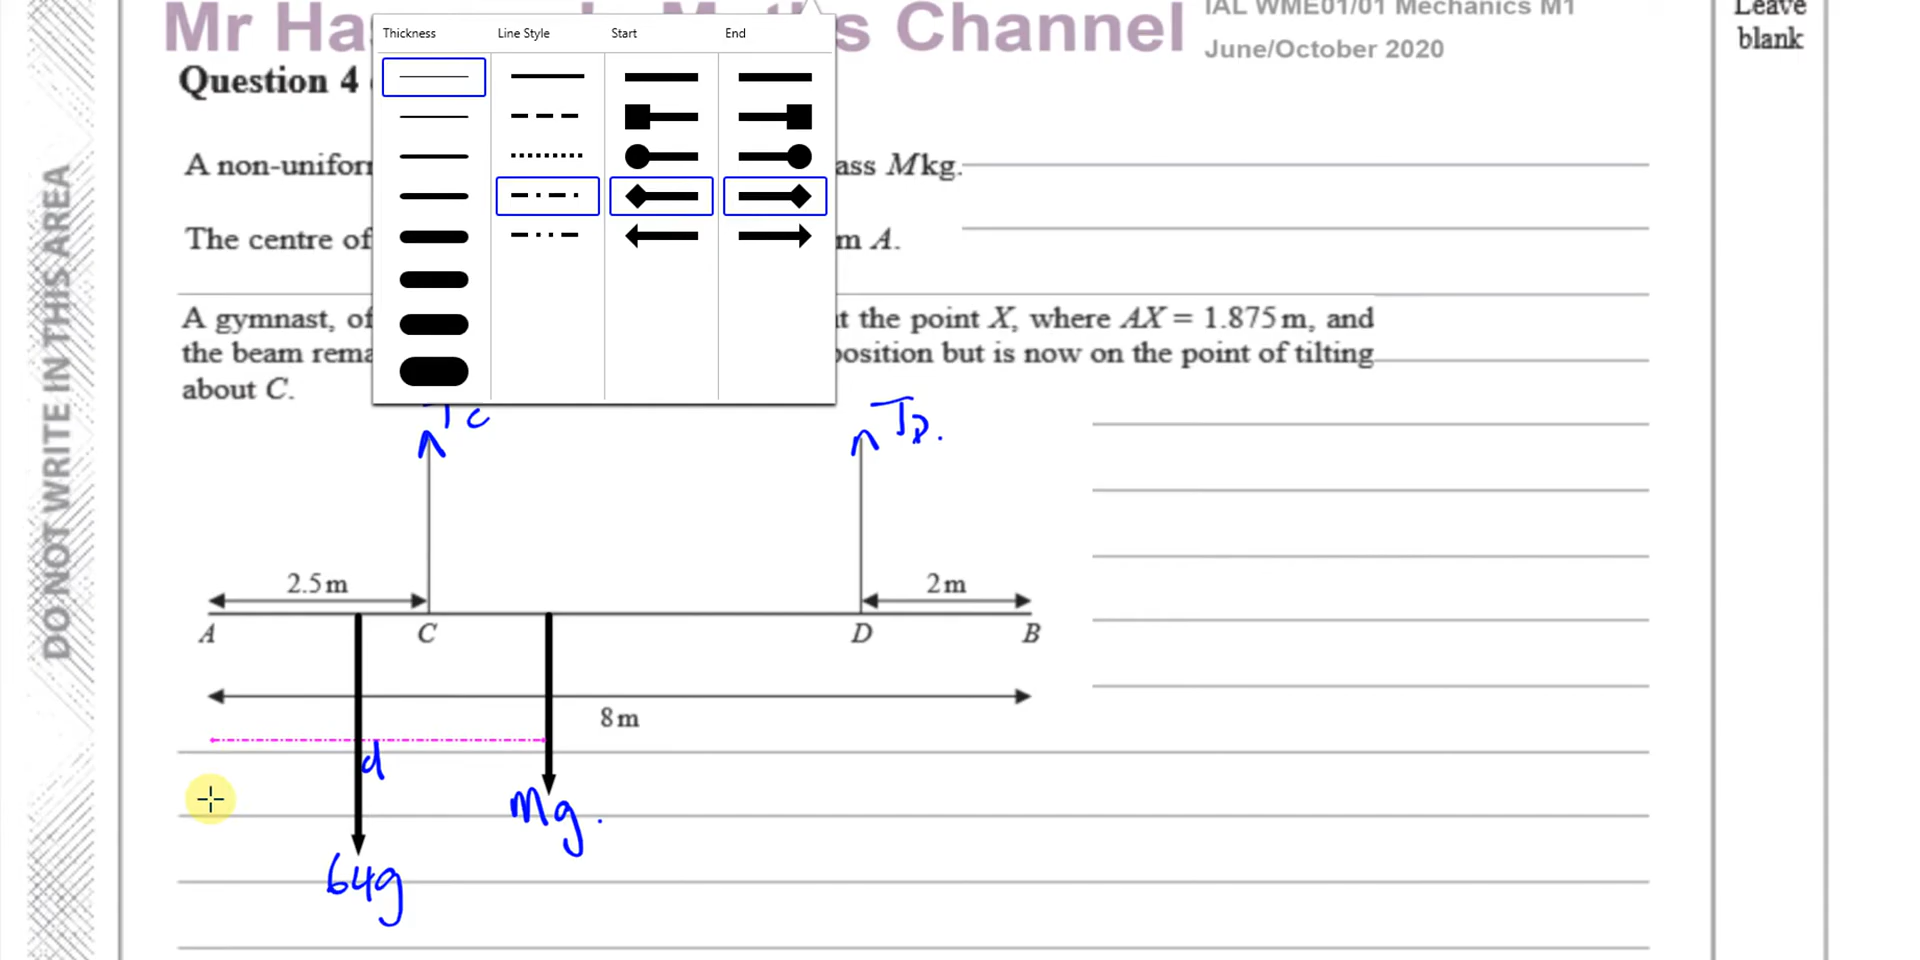 Mr Ha s Channel
IAL WME01/01 Mechanics M1
June/October 2020
Leave
blank
Thickness Line Style Start End
Question 4
A non-uniform ass M kg.
The centre of m A.
A gymnast, of t the point X, where AX = 1.875 m, and
the beam rema position but is now on the point of tilting
about C.
Tc
TD.
2.5 m
2 m
A C D B
8 m
d
Mg.
64g
DO NOT WRITE IN THIS AREA